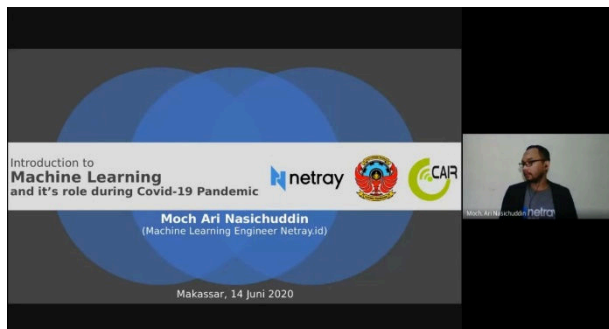 Introduction to
Machine Learning
and it's role during Covid-19 Pandemic
netray
CAIR
Moch Ari Nasichuddin
(Machine Learning Engineer Netray.id)
Makassar, 14 Juni 2020
Moch. Ari Nasichuddin
netray